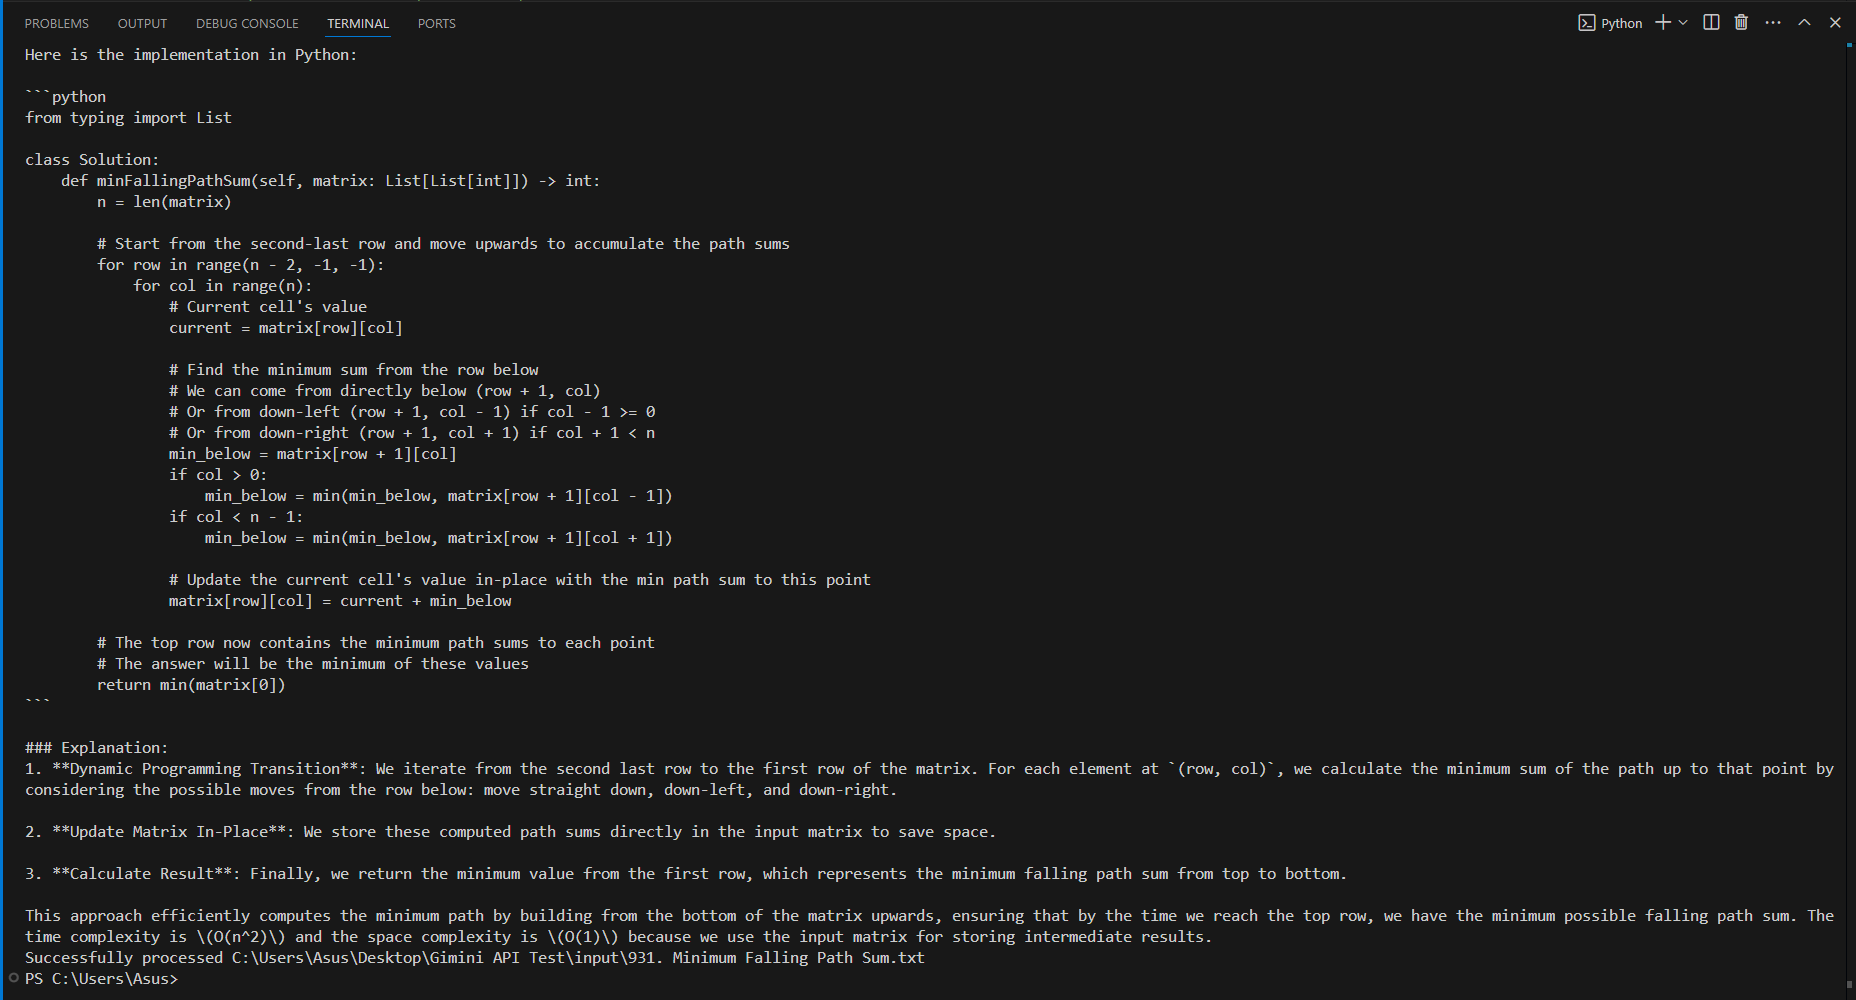 PROBLEMS OUTPUT DEBUG CONSOLE TERMINAL PORTS Python
Here is the implementation in Python:
```python
from typing import List
class Solution:
    def minFallingPathSum(self, matrix: List[List[int]]) -> int:
        n = len(matrix)
        # Start from the second-last row and move upwards to accumulate the path sums
        for row in range(n - 2, -1, -1):
            for col in range(n):
                # Current cell's value
                current = matrix[row][col]
                # Find the minimum sum from the row below
                # We can come from directly below (row + 1, col)
                # Or from down-left (row + 1, col - 1) if col - 1 >= 0
                # Or from down-right (row + 1, col + 1) if col + 1 < n
                min_below = matrix[row + 1][col]
                if col > 0:
                    min_below = min(min_below, matrix[row + 1][col - 1])
                if col < n - 1:
                    min_below = min(min_below, matrix[row + 1][col + 1])
                # Update the current cell's value in-place with the min path sum to this point
                matrix[row][col] = current + min_below
        # The top row now contains the minimum path sums to each point
        # The answer will be the minimum of these values
        return min(matrix[0])
```
### Explanation:
1. **Dynamic Programming Transition**: We iterate from the second last row to the first row of the matrix. For each element at `(row, col)`, we calculate the minimum sum of the path up to that point by
considering the possible moves from the row below: move straight down, down-left, and down-right.
2. **Update Matrix In-Place**: We store these computed path sums directly in the input matrix to save space.
3. **Calculate Result**: Finally, we return the minimum value from the first row, which represents the minimum falling path sum from top to bottom.
This approach efficiently computes the minimum path by building from the bottom of the matrix upwards, ensuring that by the time we reach the top row, we have the minimum possible falling path sum. The
time complexity is \(O(n^2)\) and the space complexity is \(O(1)\) because we use the input matrix for storing intermediate results.
Successfully processed C:\Users\Asus\Desktop\Gimini API Test\input\931. Minimum Falling Path Sum.txt
PS C:\Users\Asus>